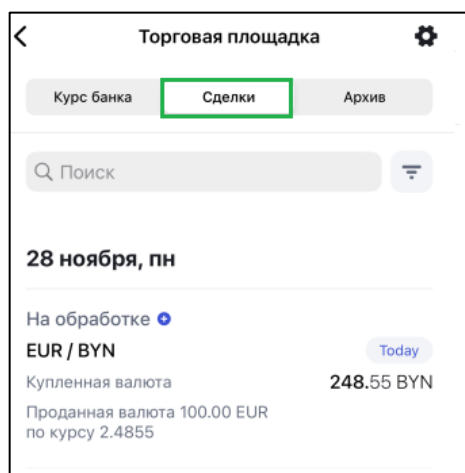 Торговая площадка
Курс банка Сделки Архив
Поиск
28 ноября, пн
На обработке
EUR / BYN Today
Купленная валюта 248.55 BYN
Проданная валюта 100.00 EUR
по курсу 2.4855